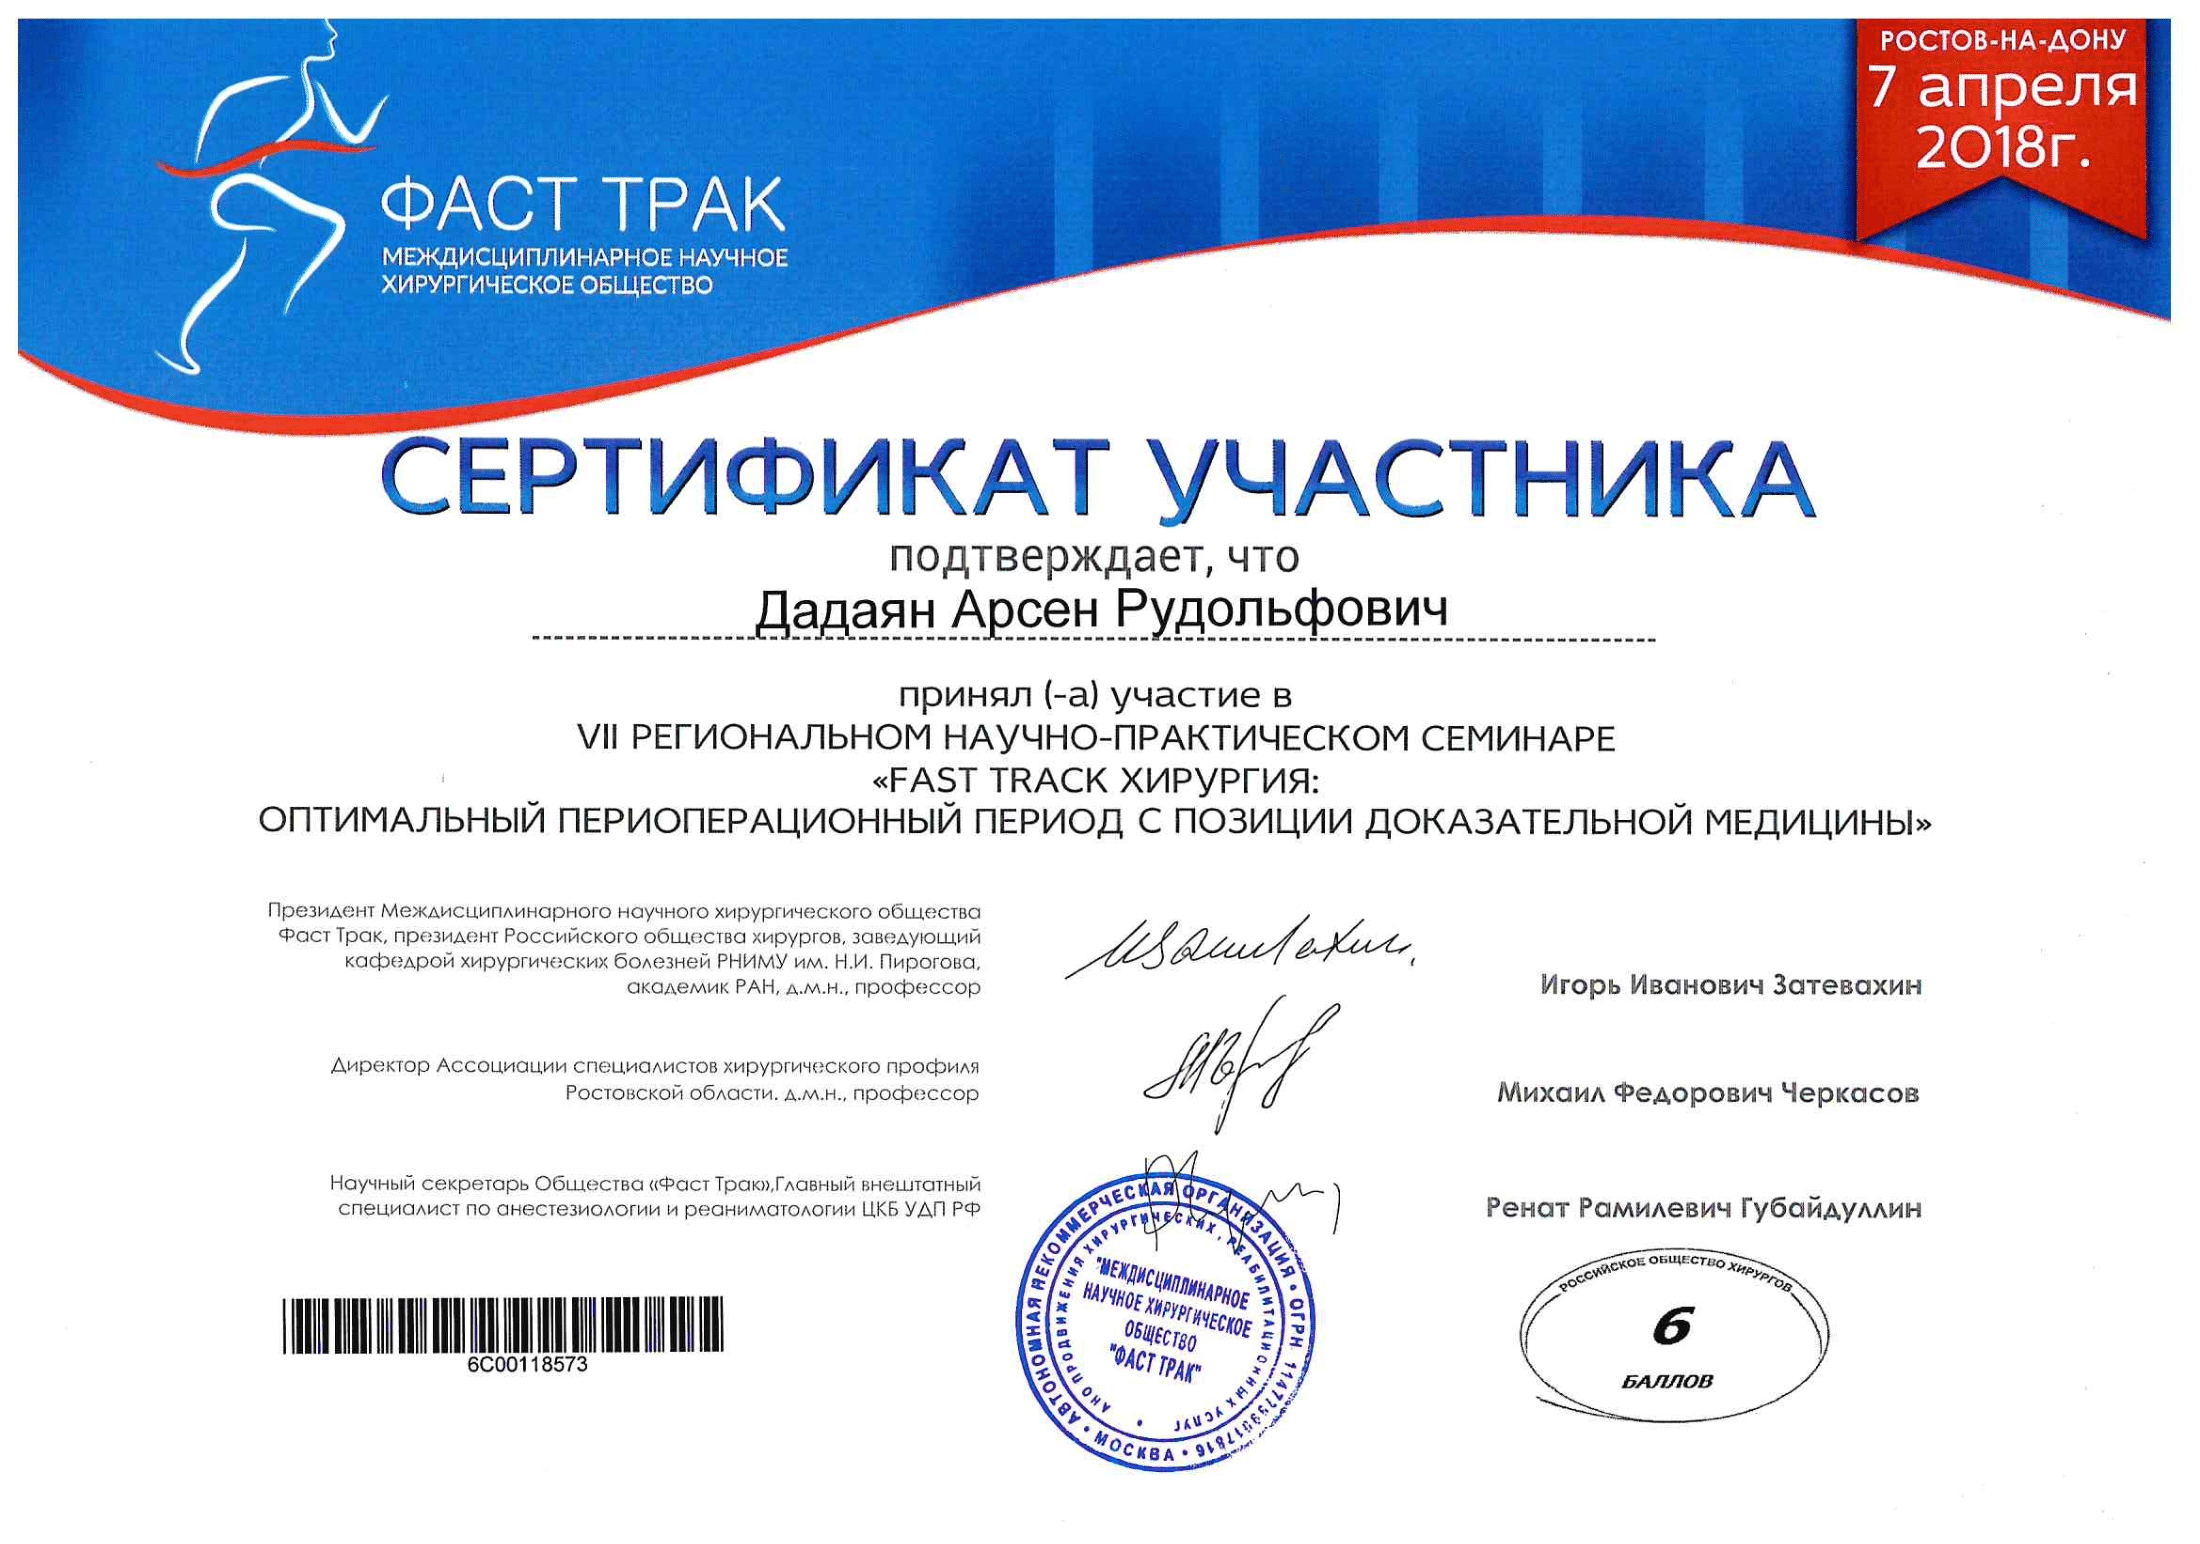 РОСТОВ-НА-ДОНУ
7 апреля
2018г.
ФАСТ ТРАК
МЕЖДИСЦИПЛИНАРНОЕ НАУЧНОЕ
ХИРУРГИЧЕСКОЕ ОБЩЕСТВО
СЕРТИФИКАТ УЧАСТНИКА
подтверждает, что
Дадаян Арсен Рудольфович
принял (-а) участие в
VII РЕГИОНАЛЬНОМ НАУЧНО-ПРАКТИЧЕСКОМ СЕМИНАРЕ
«FAST TRACK ХИРУРГИЯ:
ОПТИМАЛЬНЫЙ ПЕРИОПЕРАЦИОННЫЙ ПЕРИОД С ПОЗИЦИИ ДОКАЗАТЕЛЬНОЙ МЕДИЦИНЫ»
Президент Междисциплинарного научного хирургического общества
Фаст Трак, президент Российского общества хирургов, заведующий
кафедрой хирургических болезней РНИМУ им. Н.И. Пирогова,
академик РАН, д.м.н., профессор
Игорь Иванович Затевахин
Директор Ассоциации специалистов хирургического профиля
Ростовской области. д.м.н., профессор
Михаил Федорович Черкасов
Научный секретарь Общества «Фаст Трак»,Главный внештатный
специалист по анестезиологии и реаниматологии ЦКБ УДП РФ
Ренат Рамилевич Губайдуллин
6C00118573
АВТОНОМНАЯ НЕКОММЕРЧЕСКАЯ ОРГАНИЗАЦИЯ • ОГРН
• МОСКВА •
АНО ПРОДВИЖЕНИЯ ХИРУРГИЧЕСКИХ, РЕАБИЛИТАЦИОННЫХ УСЛУГ
"МЕЖДИСЦИПЛИНАРНОЕ
НАУЧНОЕ ХИРУРГИЧЕСКОЕ
ОБЩЕСТВО
"ФАСТ ТРАК"
РОССИЙСКОЕ ОБЩЕСТВО ХИРУРГОВ
6
БАЛЛОВ